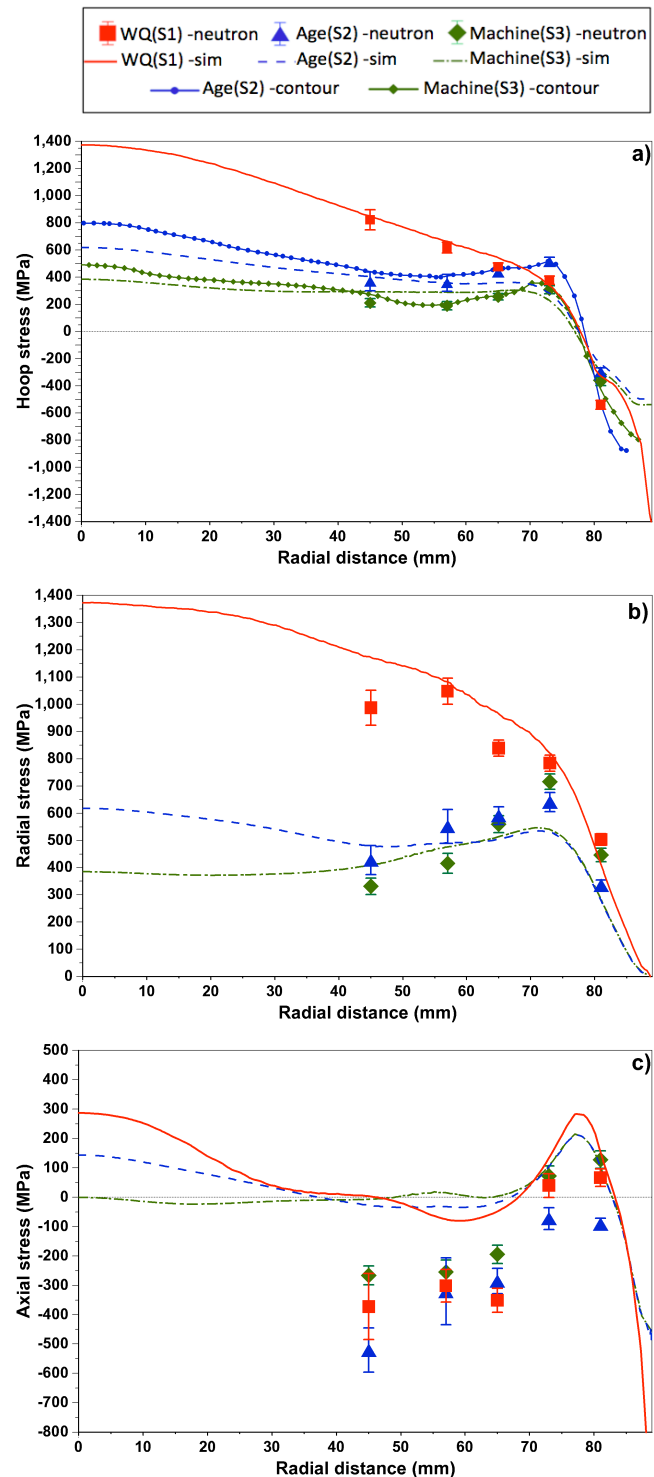 WQ(S1) -neutron Age(S2) -neutron Machine(S3) -neutron
WQ(S1) -sim Age(S2) -sim Machine(S3) -sim
Age(S2) -contour Machine(S3) -contour
a)
1,400
1,200
1,000
800
600
400
200
0
-200
-400
-600
-800
-1,000
-1,200
-1,400
Hoop stress (MPa)
0 10 20 30 40 50 60 70 80
Radial distance (mm)
b)
1,400
1,300
1,200
1,100
1,000
900
800
700
600
500
400
300
200
100
0
Radial stress (MPa)
0 10 20 30 40 50 60 70 80
Radial distance (mm)
c)
500
400
300
200
100
0
-100
-200
-300
-400
-500
-600
-700
-800
Axial stress (MPa)
0 10 20 30 40 50 60 70 80
Radial distance (mm)